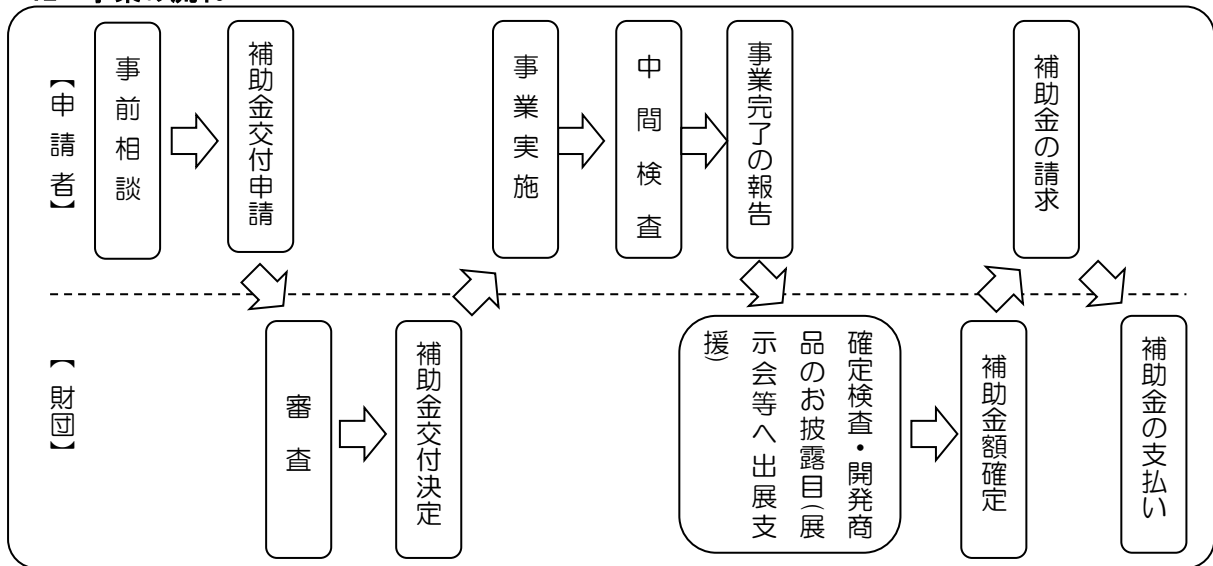 【申請者】
事前相談
補助金交付申請
事業実施
中間検査
事業完了の報告
補助金の請求
【財団】
審査
補助金交付決定
確定検査・開発商
品のお披露目(展
示会等へ出展支
援)
補助金額確定
補助金の支払い